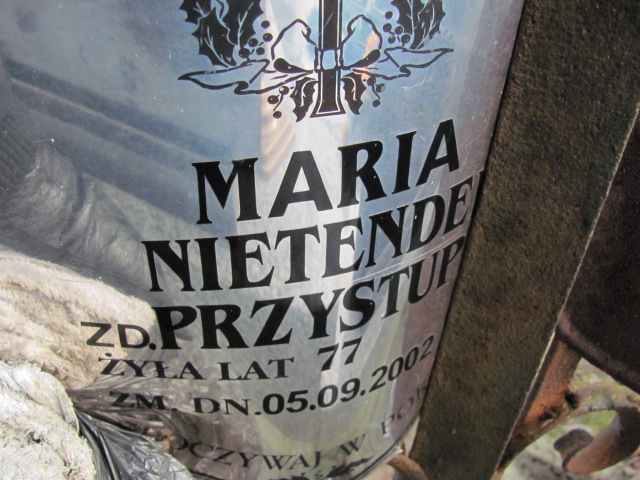 MARIA
NIETENDE
ZD. PRZYSTUP
ŻYŁA LAT 77
ZM. DN. 05.09.2002
W